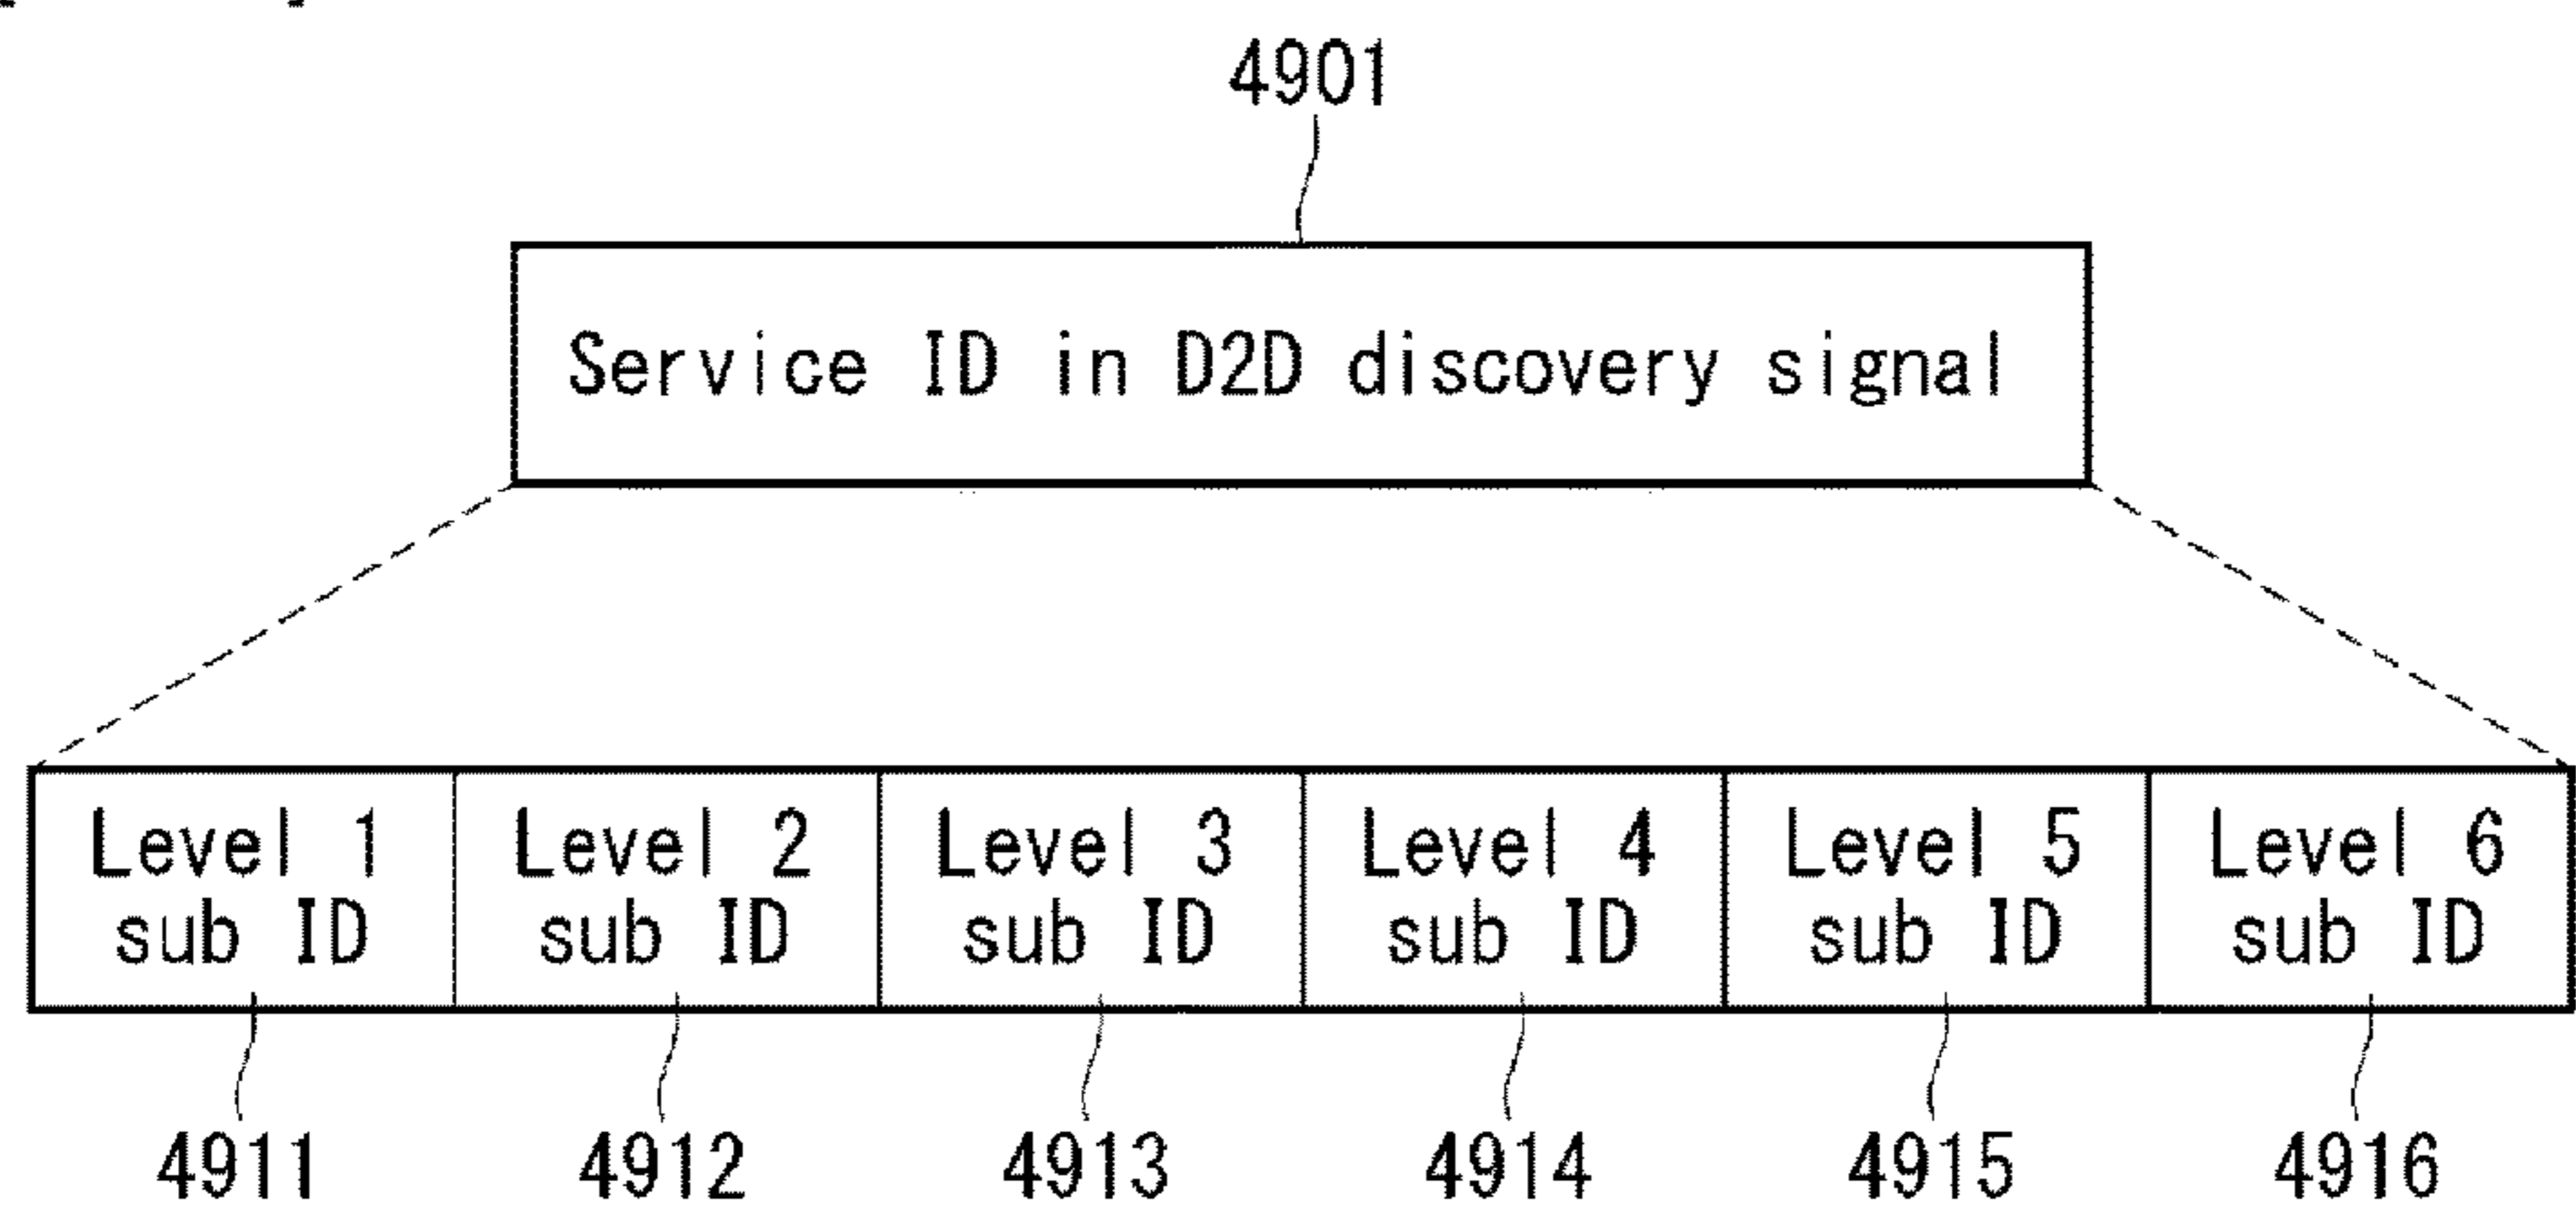 4901
Service ID in D2D discovery signal
Level 1 Level 2 Level 3 Level 4 Level 5 Level 6
sub ID sub ID sub ID sub ID sub ID sub ID
4911 4912 4913 4914 4915 4916